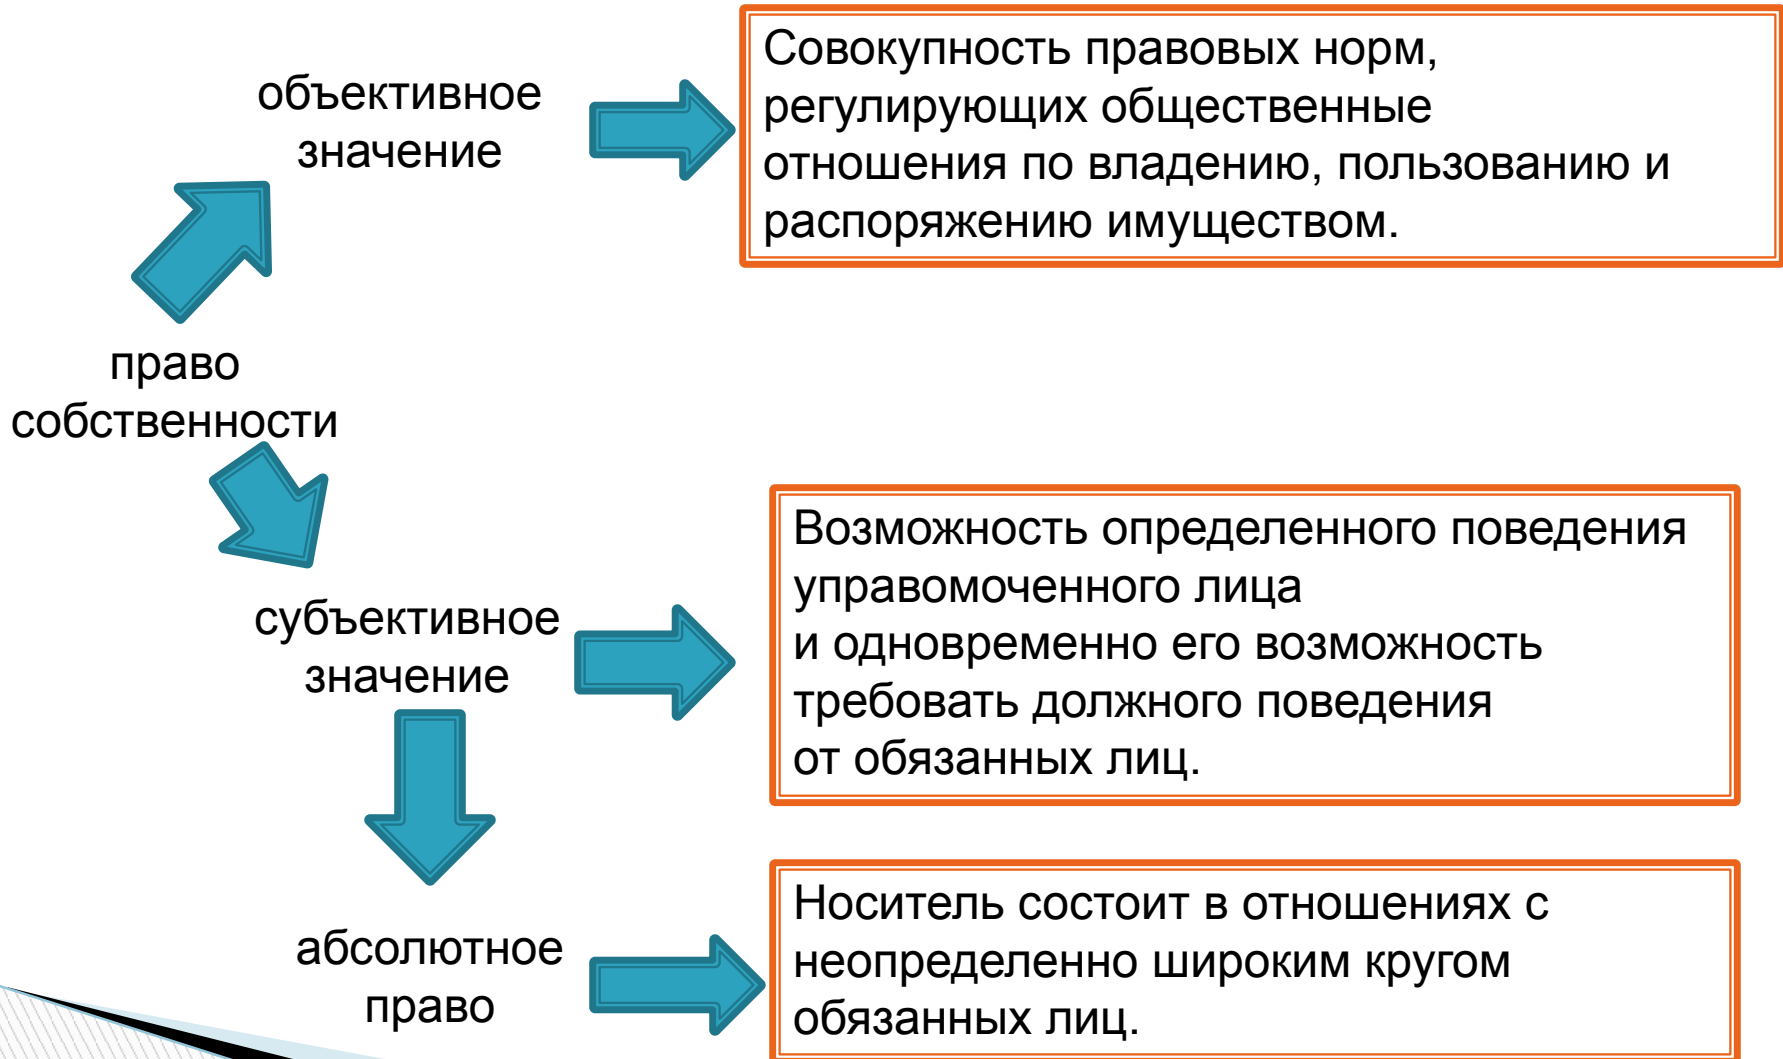 объективное
значение
Совокупность правовых норм,
регулирующих общественные
отношения по владению, пользованию и
распоряжению имуществом.
право
собственности
субъективное
значение
Возможность определенного поведения
управомоченного лица
и одновременно его возможность
требовать должного поведения
от обязанных лиц.
абсолютное
право
Носитель состоит в отношениях с
неопределенно широким кругом
обязанных лиц.